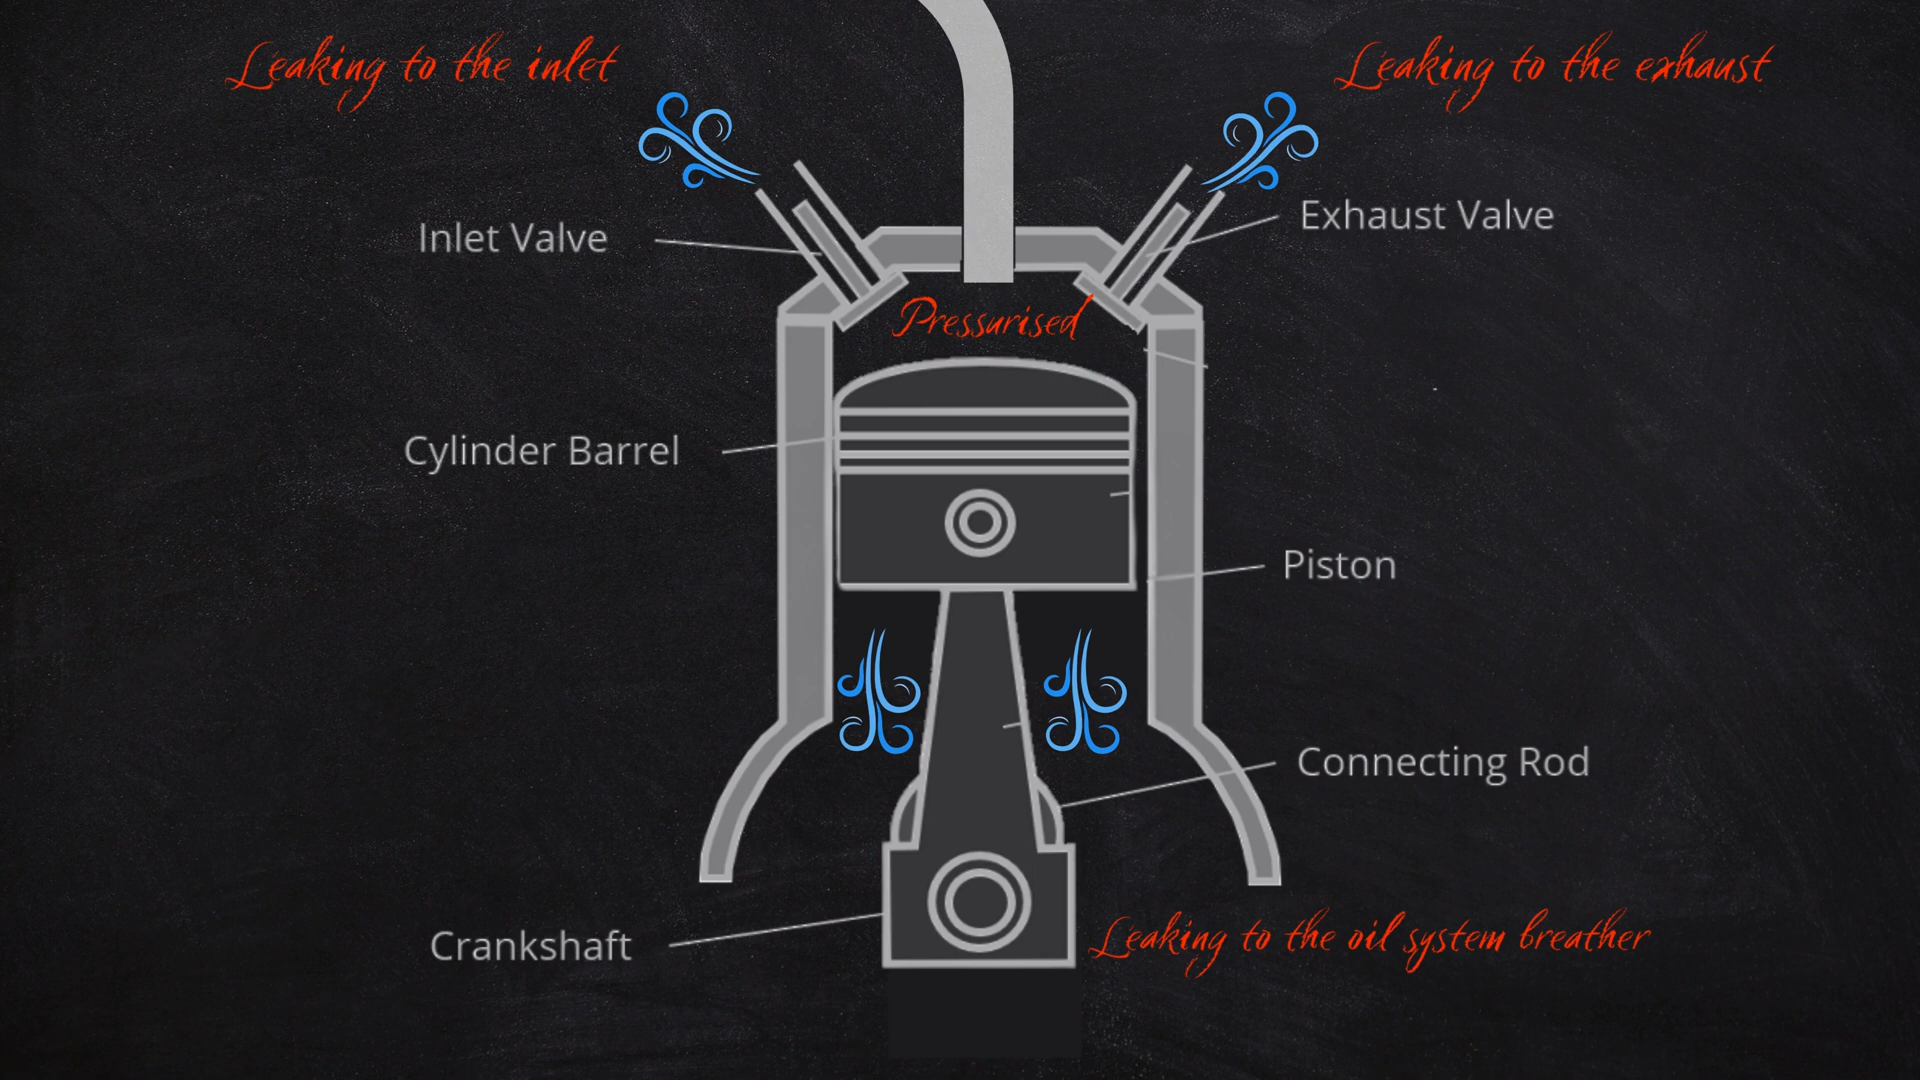 Leaking to the inlet
Leaking to the exhaust
Inlet Valve
Exhaust Valve
Pressurised
Cylinder Barrel
Piston
Connecting Rod
Crankshaft
Leaking to the oil system breather